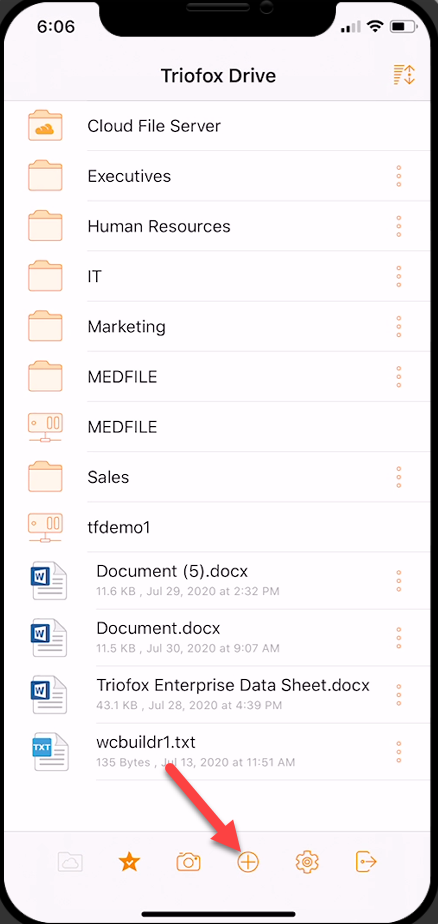 6:06
Triofox Drive
Cloud File Server
Executives
Human Resources
IT
Marketing
MEDFILE
MEDFILE
Sales
tfdemo1
W
Document (5).docx
11.6 KB , Jul 29, 2020 at 2:32 PM
W
Document.docx
11.5 KB , Jul 30, 2020 at 9:07 AM
W
Triofox Enterprise Data Sheet.docx
43.1 KB , Jul 28, 2020 at 4:39 PM
TXT
wcbuildr1.txt
135 Bytes , Jul 13, 2020 at 11:51 AM